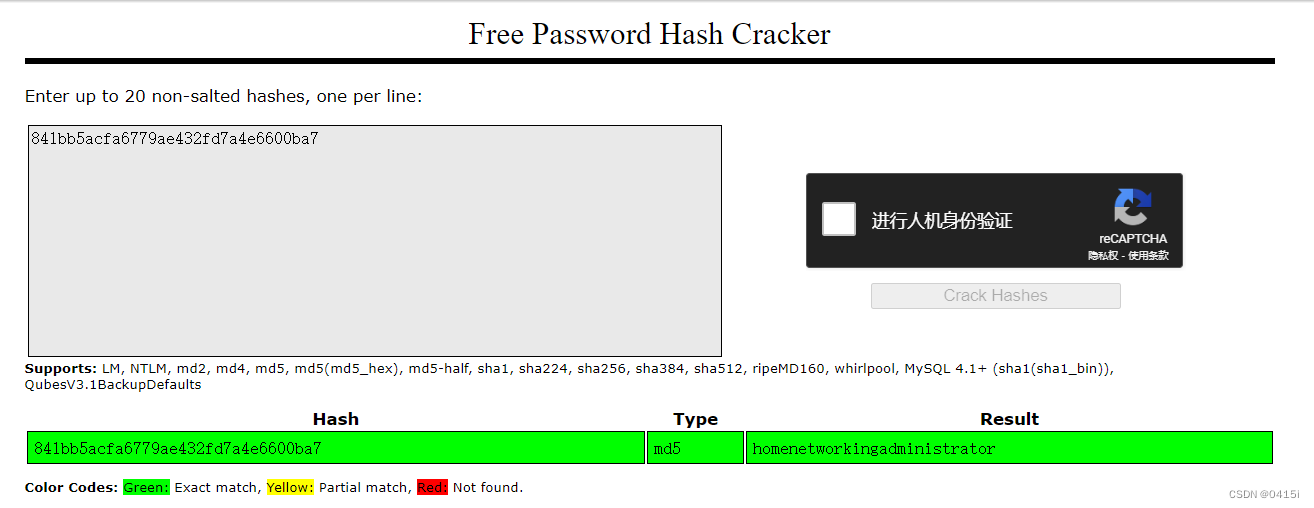 Free Password Hash Cracker
Enter up to 20 non-salted hashes, one per line:
841bb5acfa6779ae432fd7a4e6600ba7
进行人机身份验证
reCAPTCHA
隐私权 - 使用条款
Crack Hashes
Supports: LM, NTLM, md2, md4, md5, md5(md5_hex), md5-half, sha1, sha224, sha256, sha384, sha512, ripeMD160, whirlpool, MySQL 4.1+ (sha1(sha1_bin)),
QubesV3.1BackupDefaults
Hash Type Result
841bb5acfa6779ae432fd7a4e6600ba7 md5 homenetworkingadministrator
Color Codes: Green: Exact match, Yellow: Partial match, Red: Not found.
CSDN @0415i